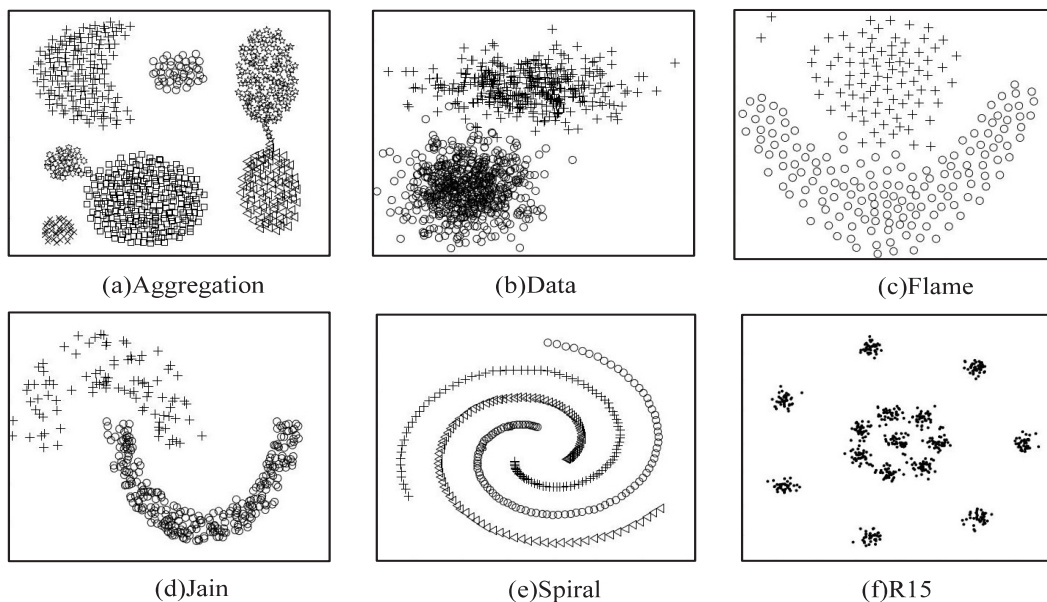 (a)Aggregation
(b)Data
(c)Flame
(d)Jain
(e)Spiral
(f)R15